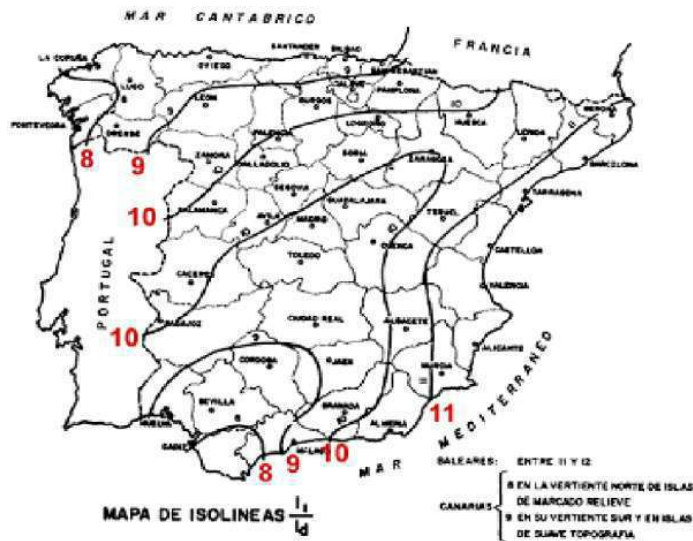 MAR CANTABRICO
FRANCIA
LA CORUÑA
LUGO
OVIEDO
SANTANDER
BILBAO
SAN SEBASTIAN
PAMPLONA
LEON
BURGOS
LOGROÑO
HUESCA
LERIDA
GERONA
BARCELONA
PONTEVEDRA
ORENSE
8
9
ZAMORA
PALENCIA
VALLADOLID
SORIA
ZARAGOZA
TARRAGONA
10
SALAMANCA
SEGOVIA
AVILA
MADRID
GUADALAJARA
TERUEL
CUENCA
CASTELLON
PORTUGAL
CACERES
TOLEDO
VALENCIA
10
BADAJOZ
CIUDAD REAL
ALBACETE
ALICANTE
CORDOBA
JAEN
MURCIA
HUELVA
SEVILLA
GRANADA
ALMERIA
CADIZ
MALAGA
8
9
10
11
MAR MEDITERRANEO
MAPA DE ISOLINEAS I₁/Id
BALEARES: ENTRE 11 Y 12
CANARIAS
8 EN LA VERTIENTE NORTE DE ISLAS
DE MARCADO RELIEVE
9 EN SU VERTIENTE SUR Y EN ISLAS
DE SUAVE TOPOGRAFIA